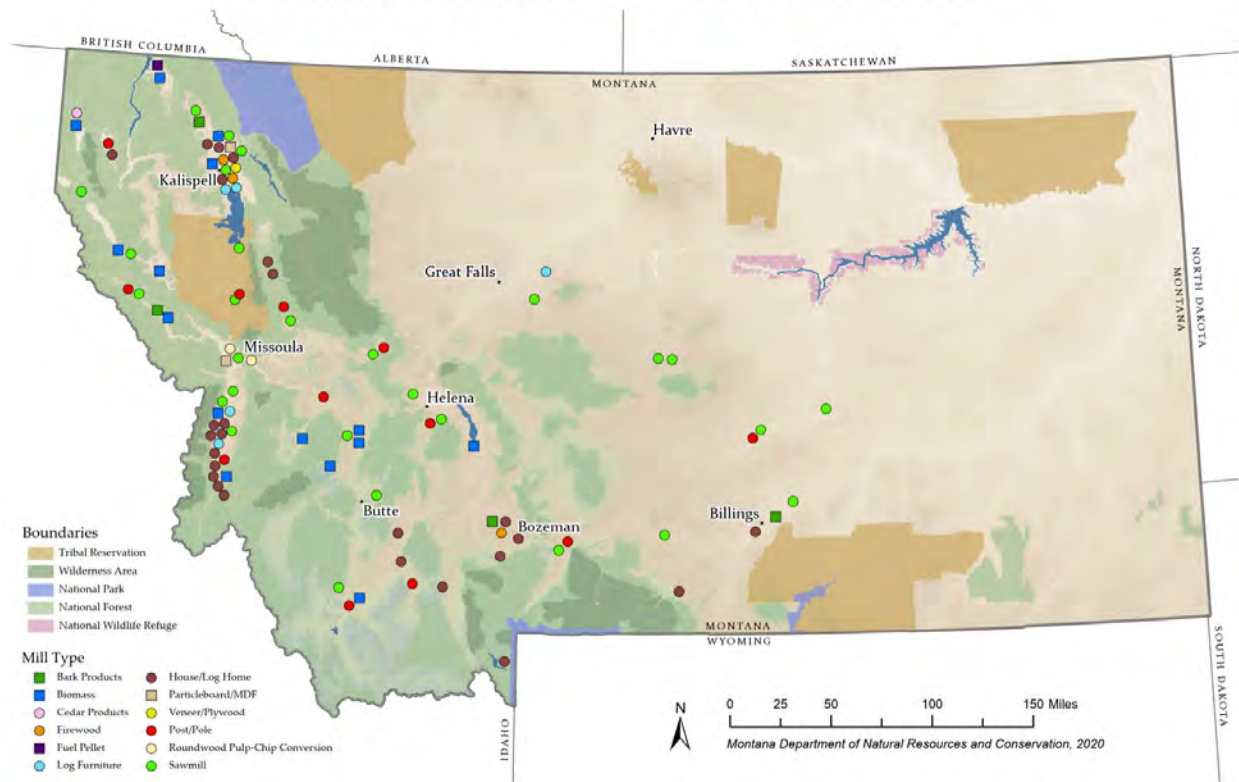 BRITISH COLUMBIA
ALBERTA
SASKATCHEWAN
MONTANA
Havre
Kalispell
Great Falls
MONTANA
NORTH DAKOTA
Missoula
Helena
Butte
Bozeman
Billings
MONTANA
WYOMING
IDAHO
SOUTH DAKOTA
Boundaries
Tribal Reservation
Wilderness Area
National Park
National Forest
National Wildlife Refuge
Mill Type
Bark Products
Biomass
Cedar Products
Firewood
Fuel Pellet
Log Furniture
House/Log Home
Particleboard/MDF
Veneer/Plywood
Post/Pole
Roundwood Pulp-Chip Conversion
Sawmill
N
0 25 50 100 150 Miles
Montana Department of Natural Resources and Conservation, 2020